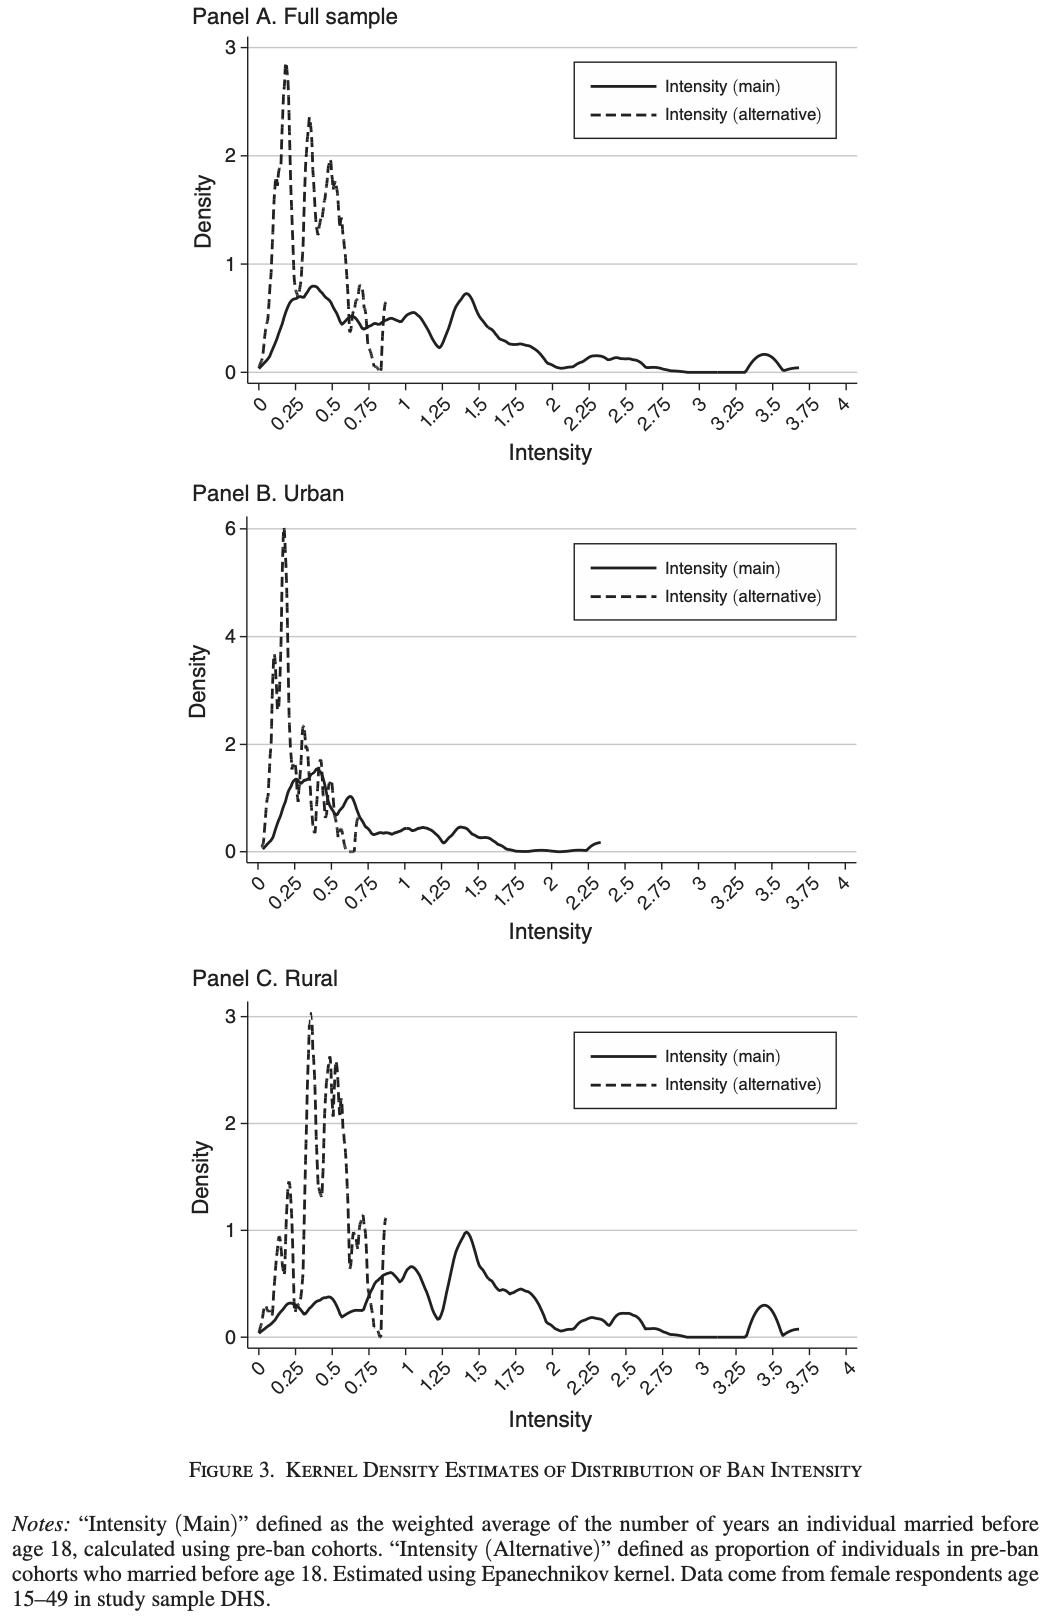 Panel A. Full sample
3
2
1
0
Density
Intensity (main)
Intensity (alternative)
0 0.25 0.5 0.75 1 1.25 1.5 1.75 2 2.25 2.5 2.75 3 3.25 3.5 3.75 4
Intensity
Panel B. Urban
6
4
2
0
Density
Intensity (main)
Intensity (alternative)
0 0.25 0.5 0.75 1 1.25 1.5 1.75 2 2.25 2.5 2.75 3 3.25 3.5 3.75 4
Intensity
Panel C. Rural
3
2
1
0
Density
Intensity (main)
Intensity (alternative)
0 0.25 0.5 0.75 1 1.25 1.5 1.75 2 2.25 2.5 2.75 3 3.25 3.5 3.75 4
Intensity
Figure 3. Kernel Density Estimates of Distribution of Ban Intensity
Notes: “Intensity (Main)” defined as the weighted average of the number of years an individual married before
age 18, calculated using pre-ban cohorts. “Intensity (Alternative)” defined as proportion of individuals in pre-ban
cohorts who married before age 18. Estimated using Epanechnikov kernel. Data come from female respondents age
15–49 in study sample DHS.